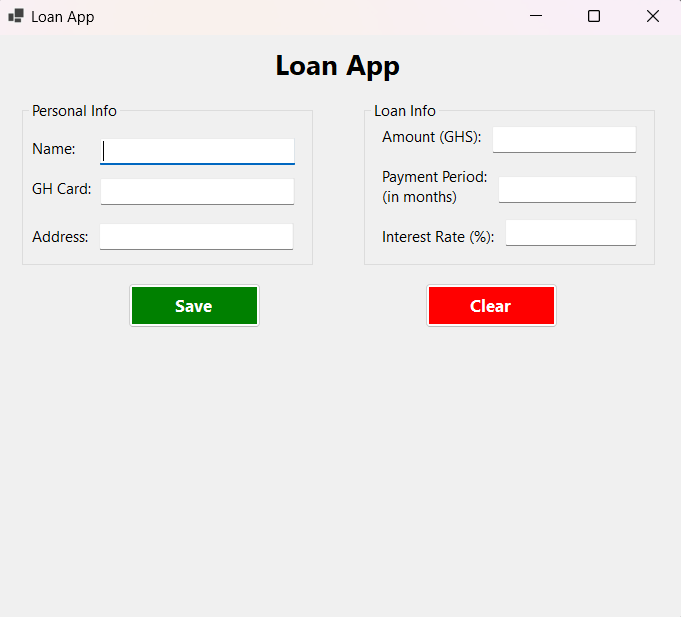 Loan App
Loan App
Personal Info
Name:
GH Card:
Address:
Loan Info
Amount (GHS):
Payment Period:
(in months)
Interest Rate (%):
Save
Clear